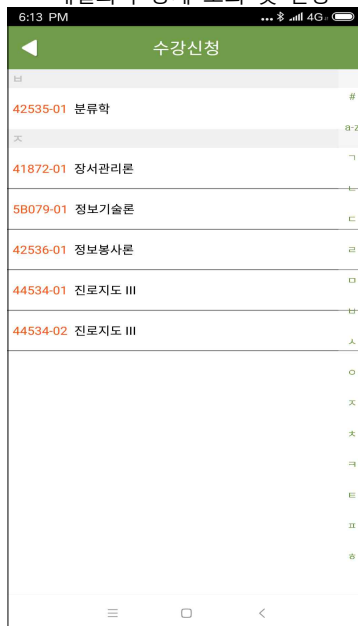 6:13 PM ... 4G
수강신청
ㅂ
42535-01 분류학
ㅈ
41872-01 장서관리론
5B079-01 정보기술론
42536-01 정보봉사론
44534-01 진로지도 III
44534-02 진로지도 III
#
a-z
ㄱ
ㄴ
ㄷ
ㄹ
ㅁ
ㅂ
ㅅ
ㅇ
ㅈ
ㅊ
ㅋ
ㅌ
ㅍ
ㅎ